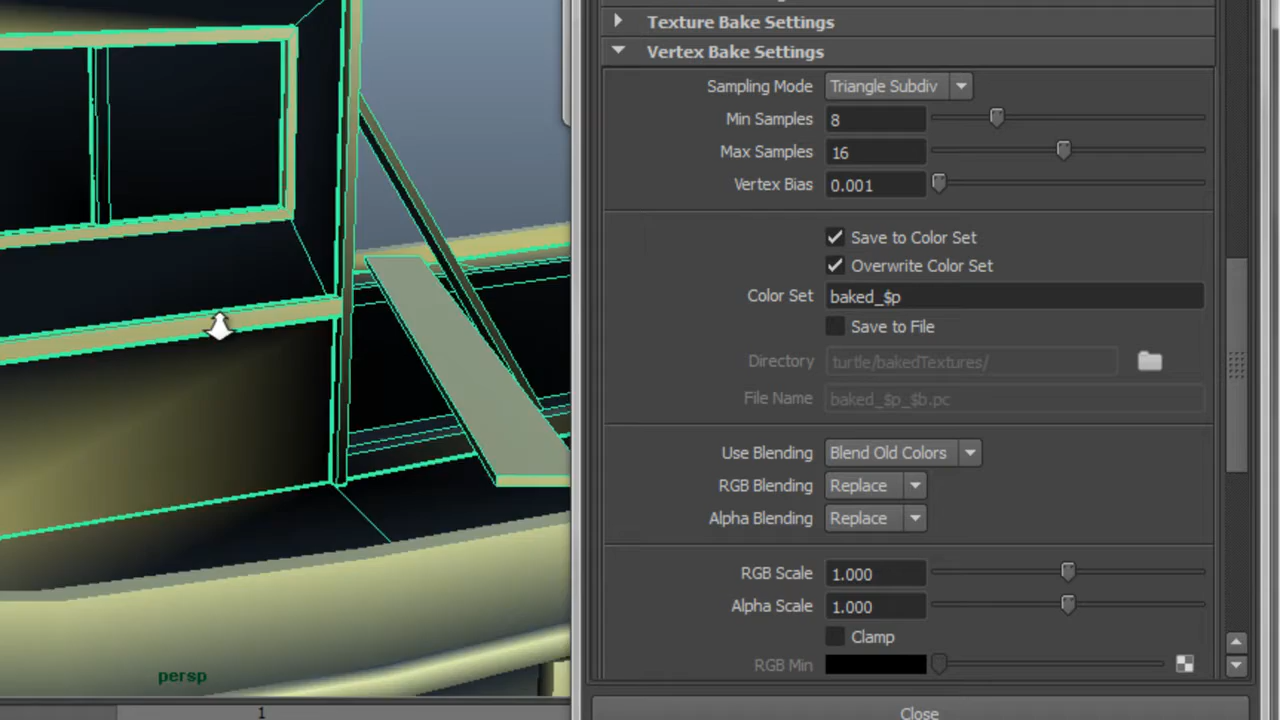 Texture Bake Settings
Vertex Bake Settings
Sampling Mode Triangle Subdiv
Min Samples 8
Max Samples 16
Vertex Bias 0.001
Save to Color Set
Overwrite Color Set
Color Set baked_$p
Save to File
Directory turtle/bakedTextures/
File Name baked_$p_$b.pc
Use Blending Blend Old Colors
RGB Blending Replace
Alpha Blending Replace
RGB Scale 1.000
Alpha Scale 1.000
Clamp
RGB Min
persp
1
Close